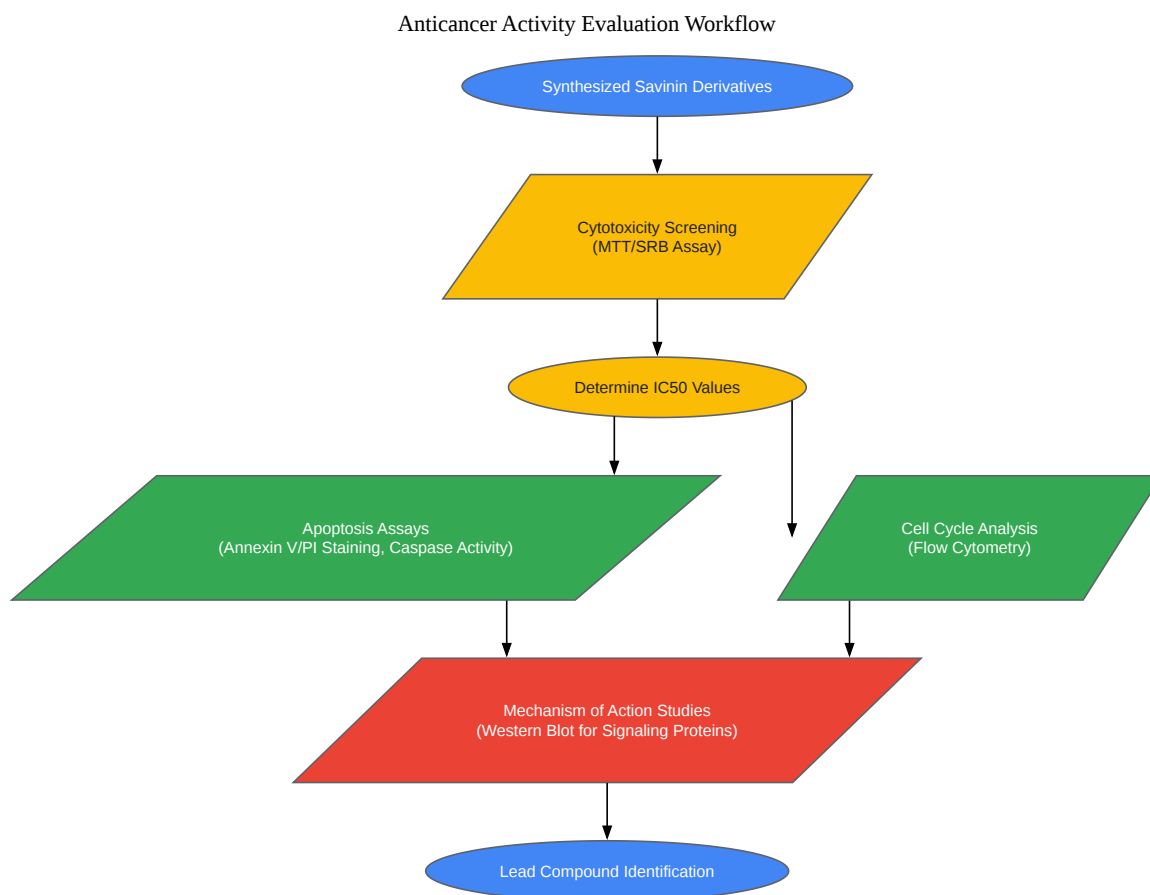 Anticancer Activity Evaluation Workflow
Synthesized Savinin Derivatives
Cytotoxicity Screening
(MTT/SRB Assay)
Determine IC50 Values
Apoptosis Assays
(Annexin V/PI Staining, Caspase Activity)
Cell Cycle Analysis
(Flow Cytometry)
Mechanism of Action Studies
(Western Blot for Signaling Proteins)
Lead Compound Identification